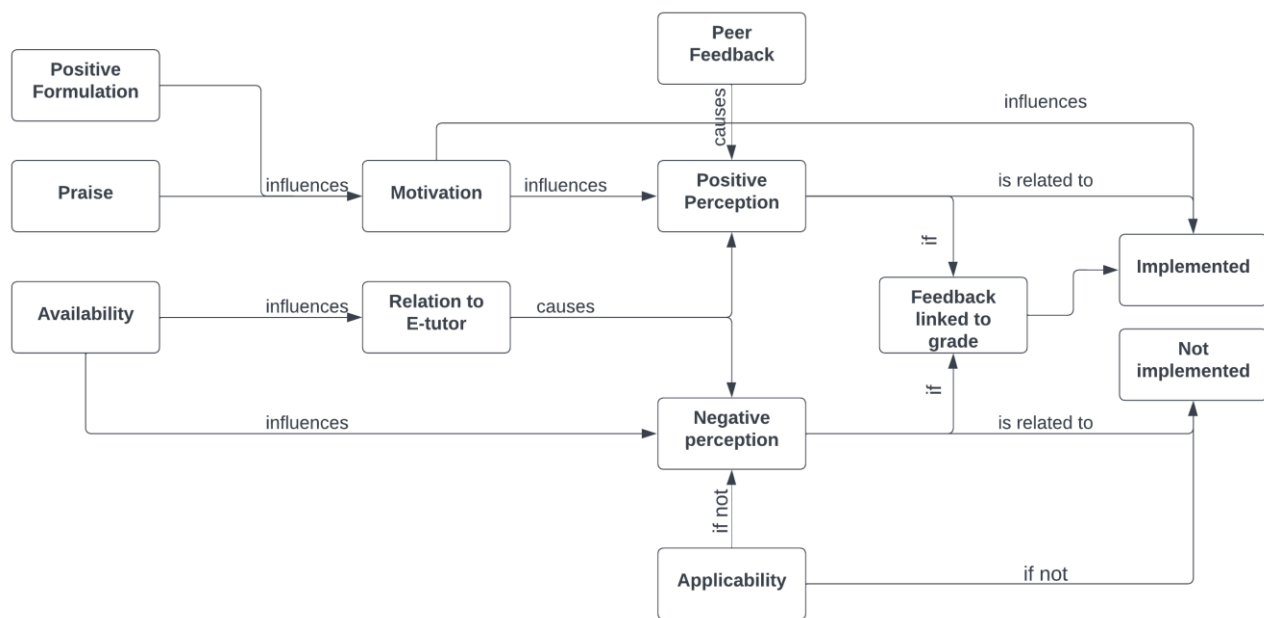 Peer
Feedback
Positive
Formulation
causes
influences
Praise
influences
Motivation
influences
Positive
Perception
is related to
if
Implemented
Availability
influences
Relation to
E-tutor
causes
Feedback
linked to
grade
Not
implemented
if
influences
Negative
perception
is related to
if not
Applicability
if not